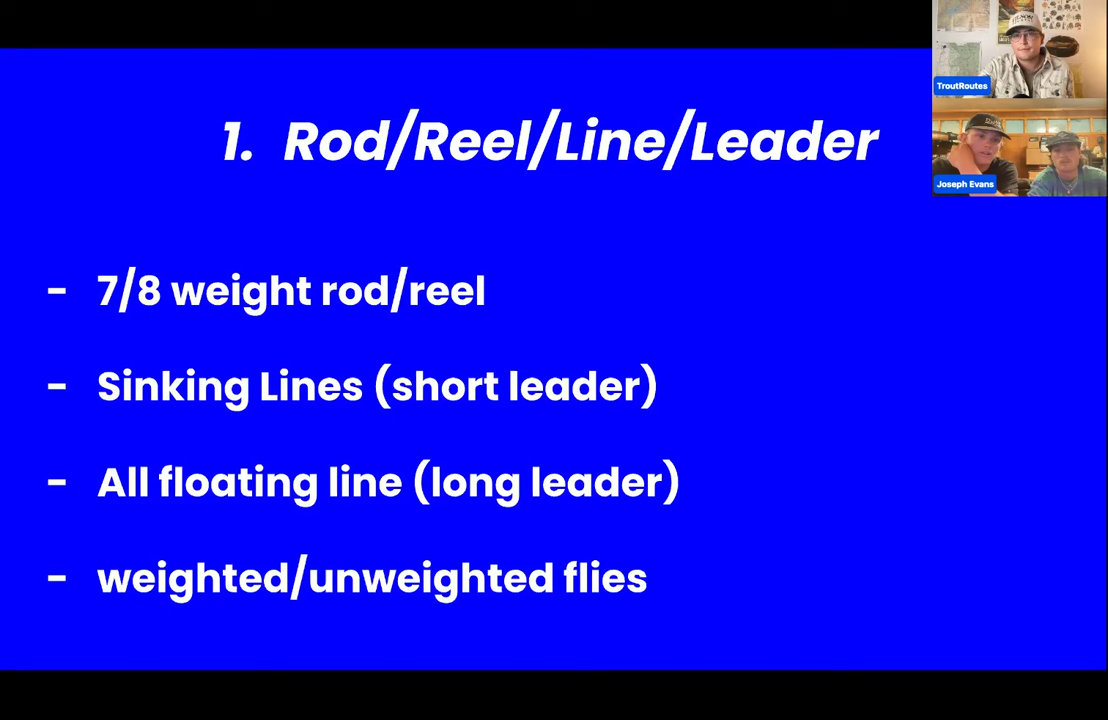 1. Rod/Reel/Line/Leader
- 7/8 weight rod/reel
- Sinking Lines (short leader)
- All floating line (long leader)
- weighted/unweighted flies
TroutRoutes
Joseph Evans